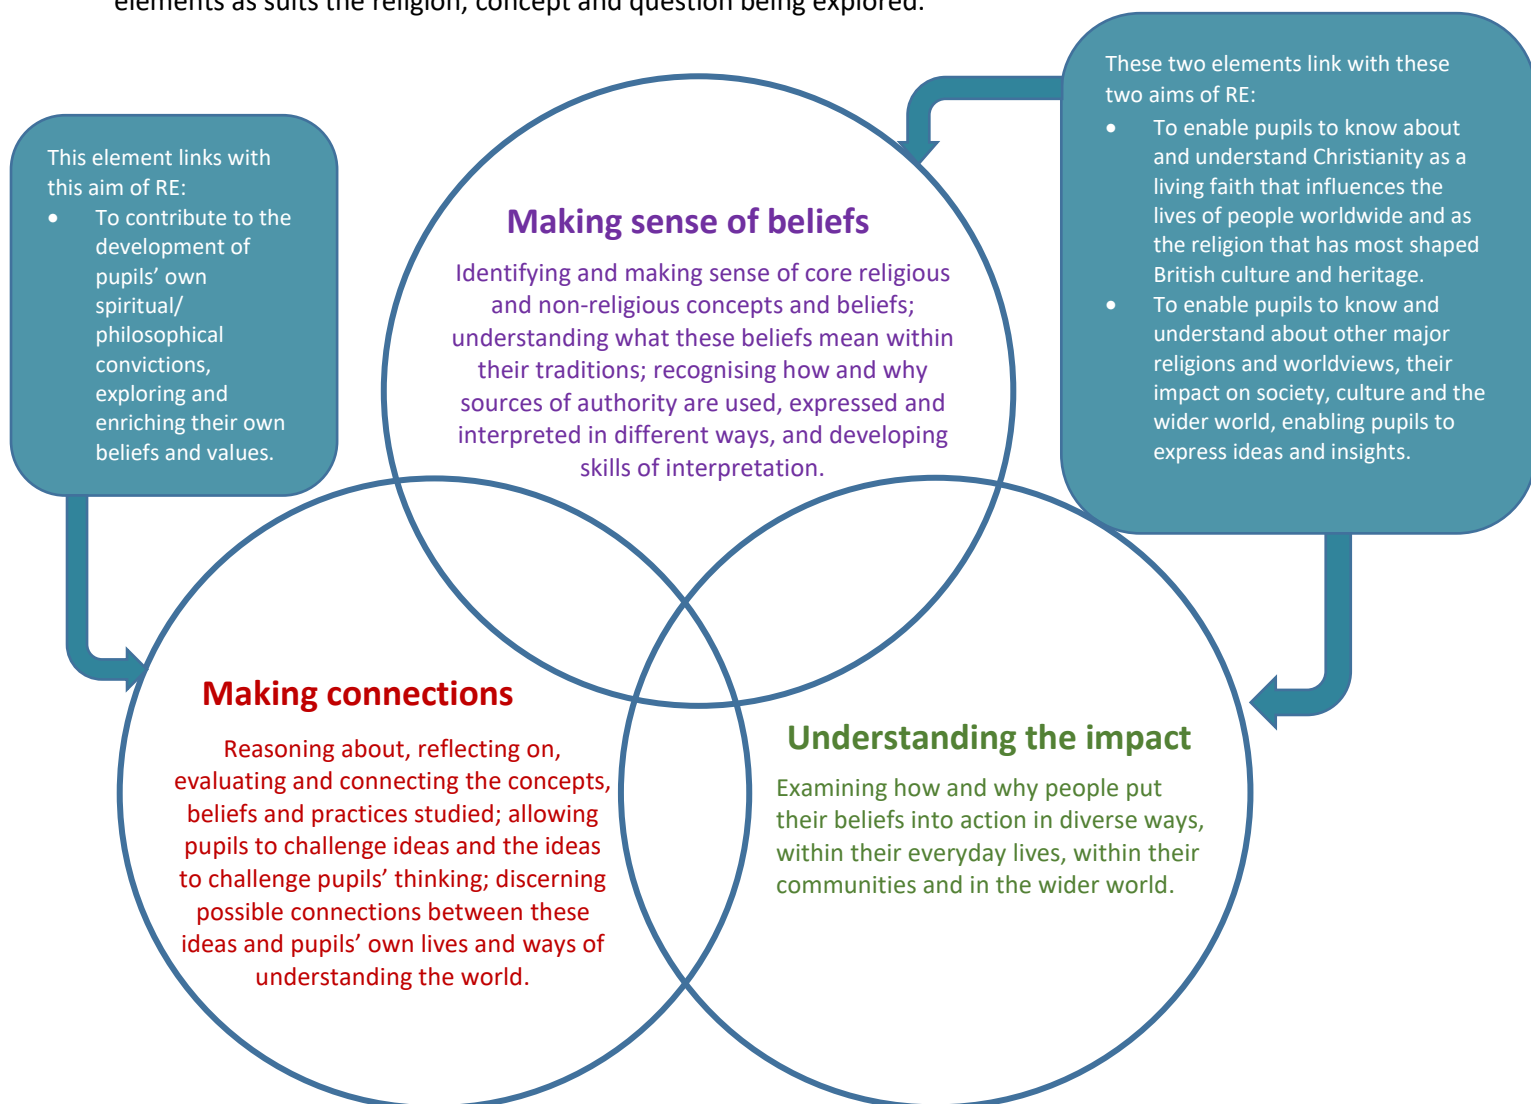 elements as suits the religion, concept and question being explored.
This element links with
this aim of RE:
• To contribute to the
development of
pupils’ own
spiritual/
philosophical
convictions,
exploring and
enriching their own
beliefs and values.
These two elements link with these
two aims of RE:
• To enable pupils to know about
and understand Christianity as a
living faith that influences the
lives of people worldwide and as
the religion that has most shaped
British culture and heritage.
• To enable pupils to know and
understand about other major
religions and worldviews, their
impact on society, culture and the
wider world, enabling pupils to
express ideas and insights.
Making sense of beliefs
Identifying and making sense of core religious
and non-religious concepts and beliefs;
understanding what these beliefs mean within
their traditions; recognising how and why
sources of authority are used, expressed and
interpreted in different ways, and developing
skills of interpretation.
Making connections
Reasoning about, reflecting on,
evaluating and connecting the concepts,
beliefs and practices studied; allowing
pupils to challenge ideas and the ideas
to challenge pupils’ thinking; discerning
possible connections between these
ideas and pupils’ own lives and ways of
understanding the world.
Understanding the impact
Examining how and why people put
their beliefs into action in diverse ways,
within their everyday lives, within their
communities and in the wider world.